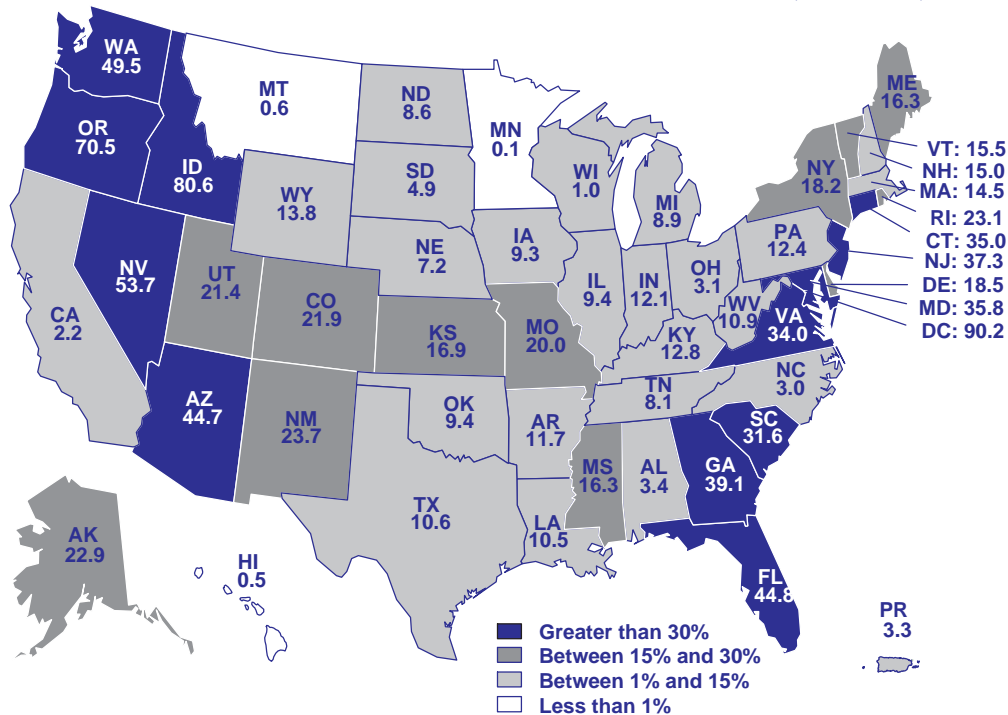 WA
49.5
MT
0.6
ND
8.6
MN
0.1
ME
16.3
OR
70.5
ID
80.6
WY
13.8
SD
4.9
WI
1.0
MI
8.9
NY
18.2
VT: 15.5
NH: 15.0
MA: 14.5
RI: 23.1
CT: 35.0
NJ: 37.3
DE: 18.5
MD: 35.8
DC: 90.2
CA
2.2
NV
53.7
UT
21.4
CO
21.9
NE
7.2
IA
9.3
IL
9.4
IN
12.1
OH
3.1
PA
12.4
WV
10.9
VA
34.0
KS
16.9
MO
20.0
KY
12.8
NC
3.0
TN
8.1
SC
31.6
AZ
44.7
NM
23.7
OK
9.4
AR
11.7
MS
16.3
AL
3.4
GA
39.1
TX
10.6
LA
10.5
FL
44.8
AK
22.9
HI
0.5
PR
3.3
Greater than 30%
Between 15% and 30%
Between 1% and 15%
Less than 1%